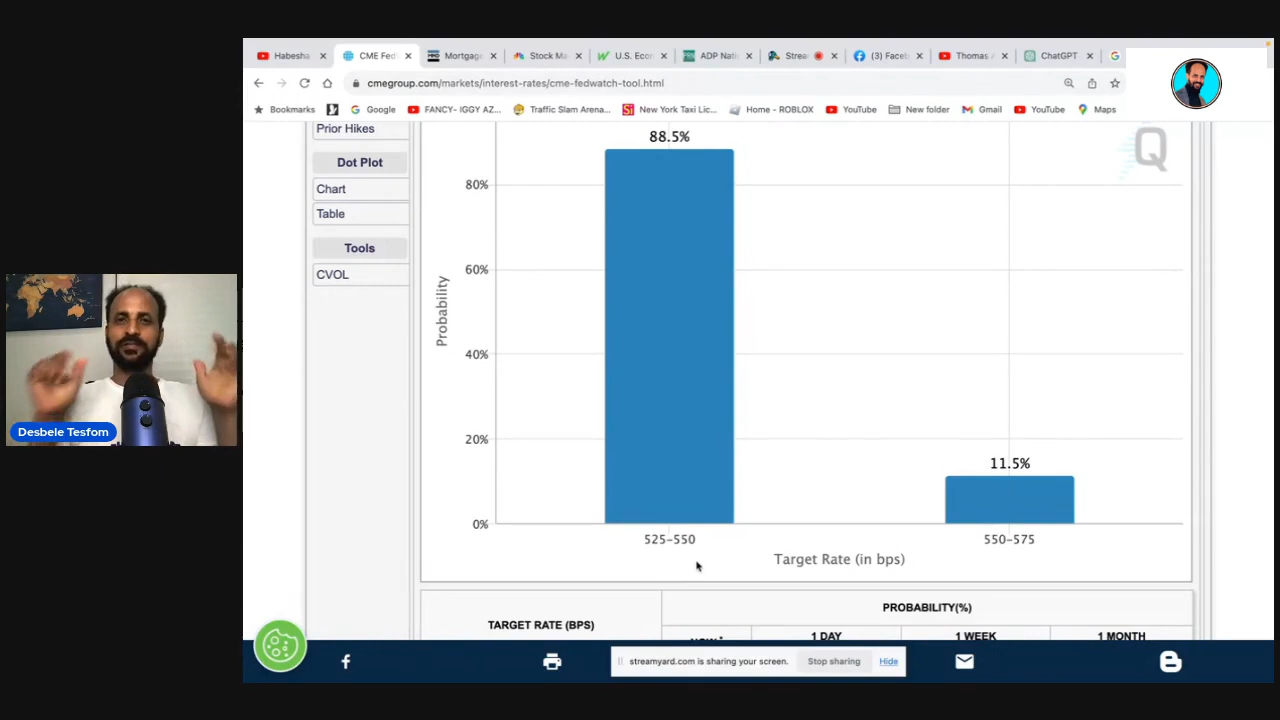 Habesha
CME Fed
Mortgag
Stock Ma
U.S. Eco
ADP Nati
Strea
(3) Faceb
Thomas
ChatGPT
cmegroup.com/markets/interest-rates/cme-fedwatch-tool.html
Bookmarks
Google
FANCY- IGGY AZ...
Traffic Slam Arena...
New York Taxi Lic...
Home - ROBLOX
YouTube
New folder
Gmail
YouTube
Maps
Prior Hikes
Dot Plot
Chart
Table
Tools
CVOL
Q
88.5%
80%
60%
40%
20%
0%
Probability
11.5%
525-550
550-575
Target Rate (in bps)
TARGET RATE (BPS)
PROBABILITY(%)
1 DAY
1 WEEK
1 MONTH
streamyard.com is sharing your screen.
Stop sharing
Hide
Desbele Tesfom